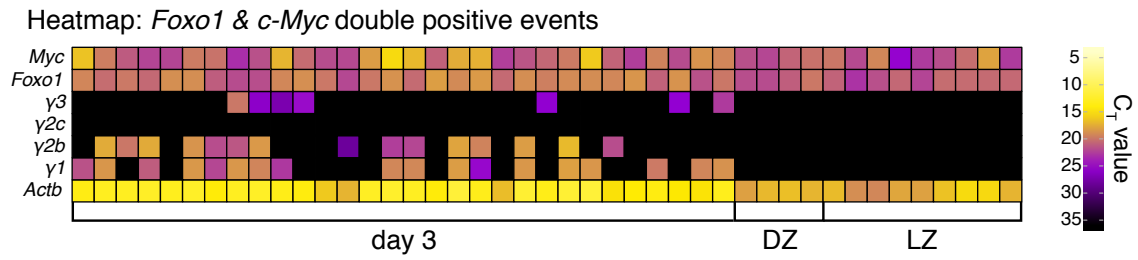 Heatmap: Foxo1 & c-Myc double positive events
Myc
Foxo1
γ3
γ2c
γ2b
γ1
Actb
day 3
DZ
LZ
5
10
15
20
25
30
35
C_T value